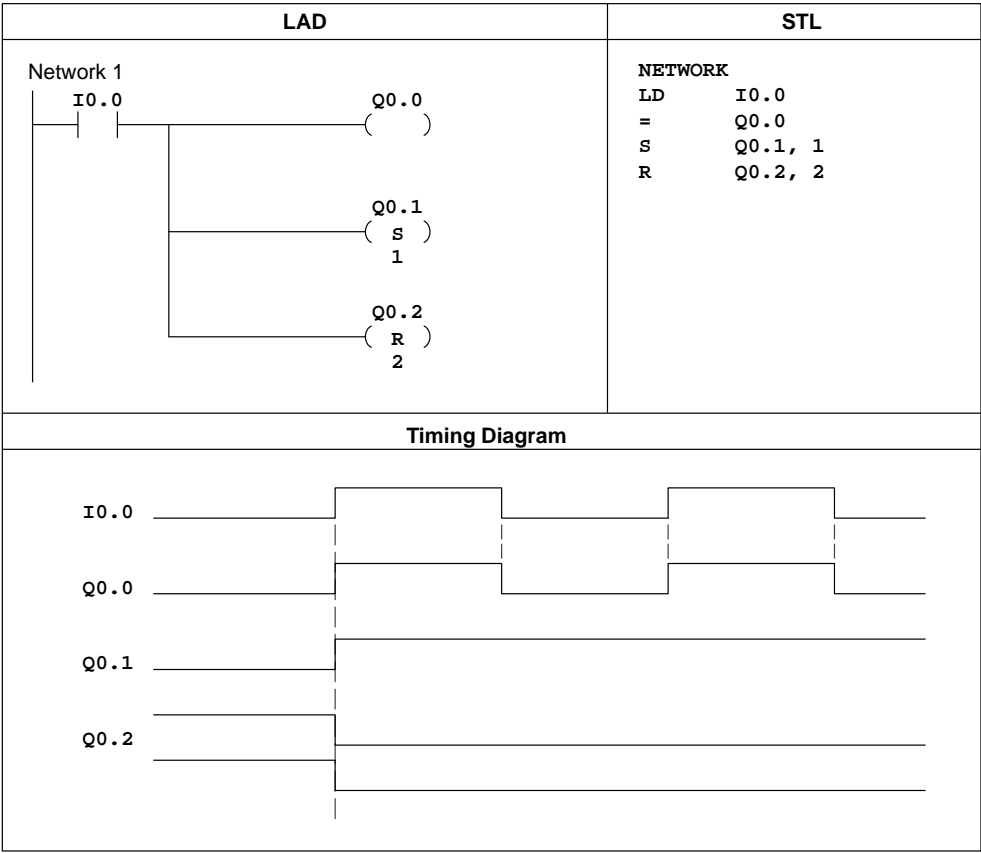 LAD
STL
Network 1
I0.0
Q0.0
Q0.1
S
1
Q0.2
R
2
NETWORK
LD I0.0
= Q0.0
S Q0.1, 1
R Q0.2, 2
Timing Diagram
I0.0
Q0.0
Q0.1
Q0.2